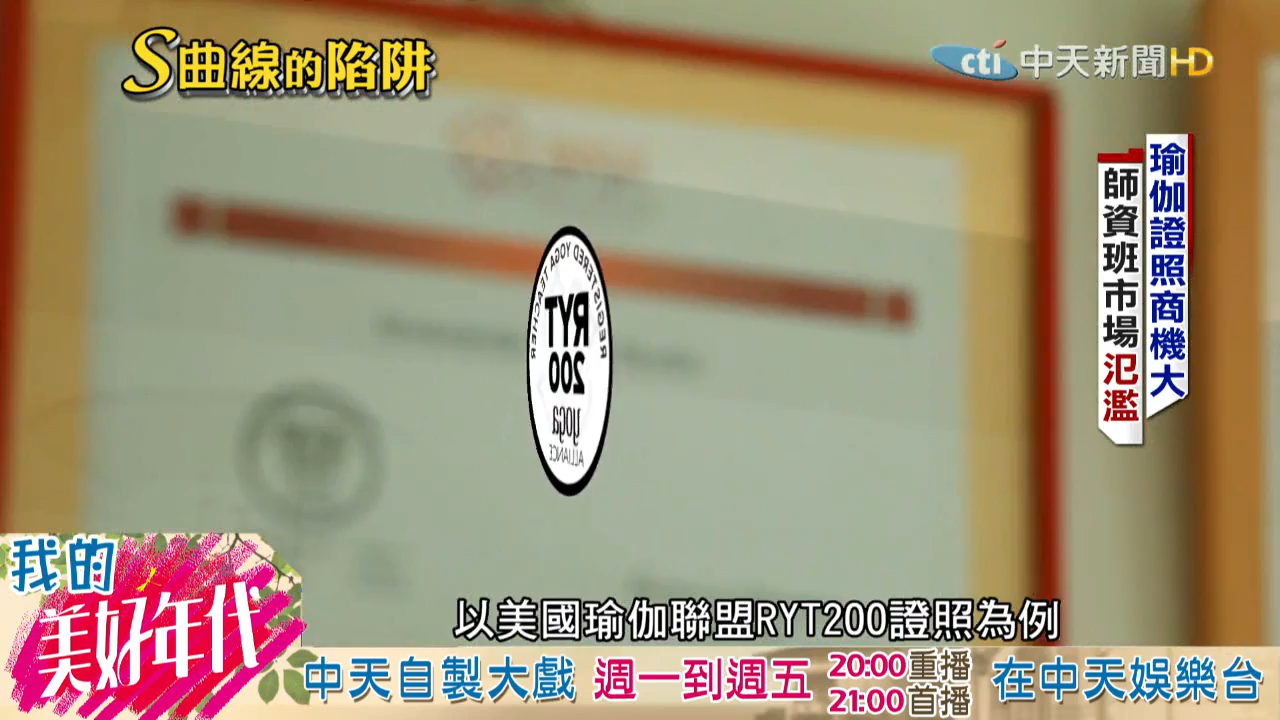 S曲線的陷阱
cti 中天新聞HD
瑜伽證照商機大
師資班市場氾濫
REGISTERED YOGA TEACHER
RYT
200
yoga
ALLIANCE
以美國瑜伽聯盟RYT200證照為例
我的
美好年代
中天自製大戲 週一到週五 20:00重播 21:00首播 在中天娛樂台